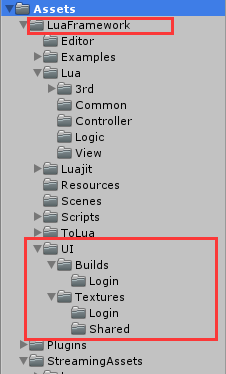 Assets
LuaFramework
Editor
Examples
Lua
3rd
Common
Controller
Logic
View
Luajit
Resources
Scenes
Scripts
ToLua
UI
Builds
Login
Textures
Login
Shared
Plugins
StreamingAssets